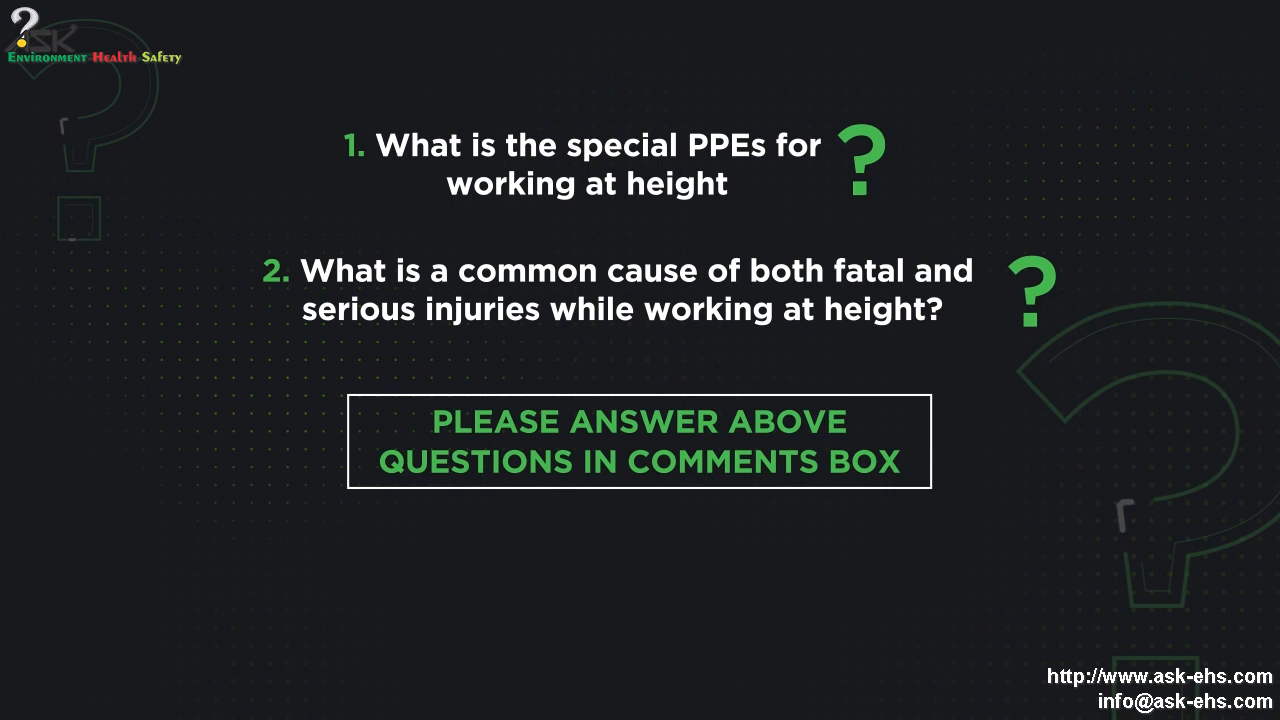 ?
ASK
Environment Health Safety
1. What is the special PPEs for
working at height
?
2. What is a common cause of both fatal and
serious injuries while working at height?
?
PLEASE ANSWER ABOVE
QUESTIONS IN COMMENTS BOX
http://www.ask-ehs.com
info@ask-ehs.com